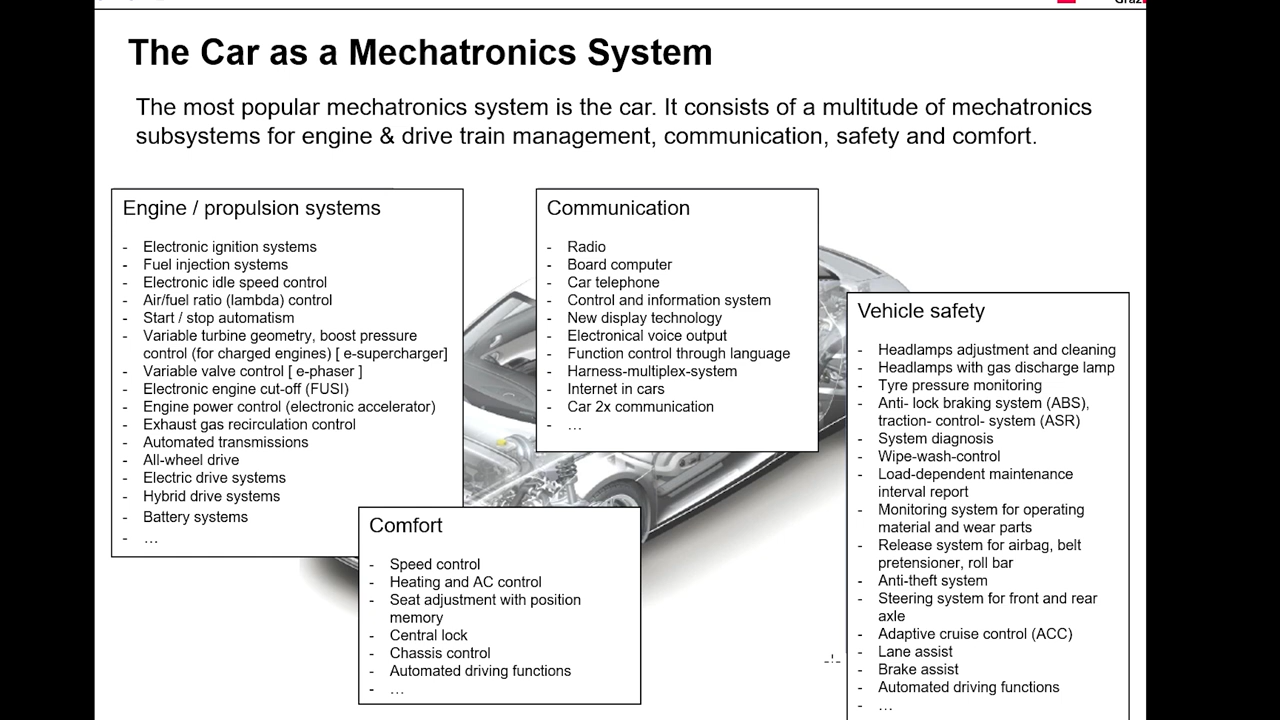 Graz
The Car as a Mechatronics System
The most popular mechatronics system is the car. It consists of a multitude of mechatronics
subsystems for engine & drive train management, communication, safety and comfort.
Engine / propulsion systems
- Electronic ignition systems
- Fuel injection systems
- Electronic idle speed control
- Air/fuel ratio (lambda) control
- Start / stop automatism
- Variable turbine geometry, boost pressure
control (for charged engines) [ e-supercharger]
- Variable valve control [ e-phaser ]
- Electronic engine cut-off (FUSI)
- Engine power control (electronic accelerator)
- Exhaust gas recirculation control
- Automated transmissions
- All-wheel drive
- Electric drive systems
- Hybrid drive systems
- Battery systems
- …
Communication
- Radio
- Board computer
- Car telephone
- Control and information system
- New display technology
- Electronical voice output
- Function control through language
- Harness-multiplex-system
- Internet in cars
- Car 2x communication
- …
Comfort
- Speed control
- Heating and AC control
- Seat adjustment with position
memory
- Central lock
- Chassis control
- Automated driving functions
- …
Vehicle safety
- Headlamps adjustment and cleaning
- Headlamps with gas discharge lamp
- Tyre pressure monitoring
- Anti- lock braking system (ABS),
traction- control- system (ASR)
- System diagnosis
- Wipe-wash-control
- Load-dependent maintenance
interval report
- Monitoring system for operating
material and wear parts
- Release system for airbag, belt
pretensioner, roll bar
- Anti-theft system
- Steering system for front and rear
axle
- Adaptive cruise control (ACC)
- Lane assist
- Brake assist
- Automated driving functions
- …